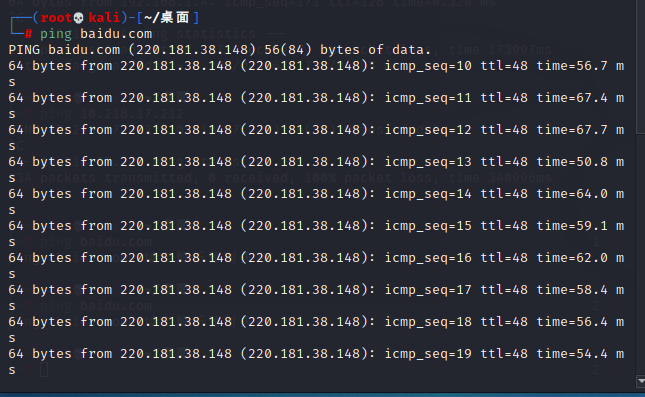 (root💀kali)-[~/桌面]
# ping baidu.com
PING baidu.com (220.181.38.148) 56(84) bytes of data.
64 bytes from 220.181.38.148 (220.181.38.148): icmp_seq=10 ttl=48 time=56.7 m
s
64 bytes from 220.181.38.148 (220.181.38.148): icmp_seq=11 ttl=48 time=67.4 m
s
64 bytes from 220.181.38.148 (220.181.38.148): icmp_seq=12 ttl=48 time=67.7 m
s
64 bytes from 220.181.38.148 (220.181.38.148): icmp_seq=13 ttl=48 time=50.8 m
s
64 bytes from 220.181.38.148 (220.181.38.148): icmp_seq=14 ttl=48 time=64.0 m
s
64 bytes from 220.181.38.148 (220.181.38.148): icmp_seq=15 ttl=48 time=59.1 m
s
64 bytes from 220.181.38.148 (220.181.38.148): icmp_seq=16 ttl=48 time=62.0 m
s
64 bytes from 220.181.38.148 (220.181.38.148): icmp_seq=17 ttl=48 time=58.4 m
s
64 bytes from 220.181.38.148 (220.181.38.148): icmp_seq=18 ttl=48 time=56.4 m
s
64 bytes from 220.181.38.148 (220.181.38.148): icmp_seq=19 ttl=48 time=54.4 m
s